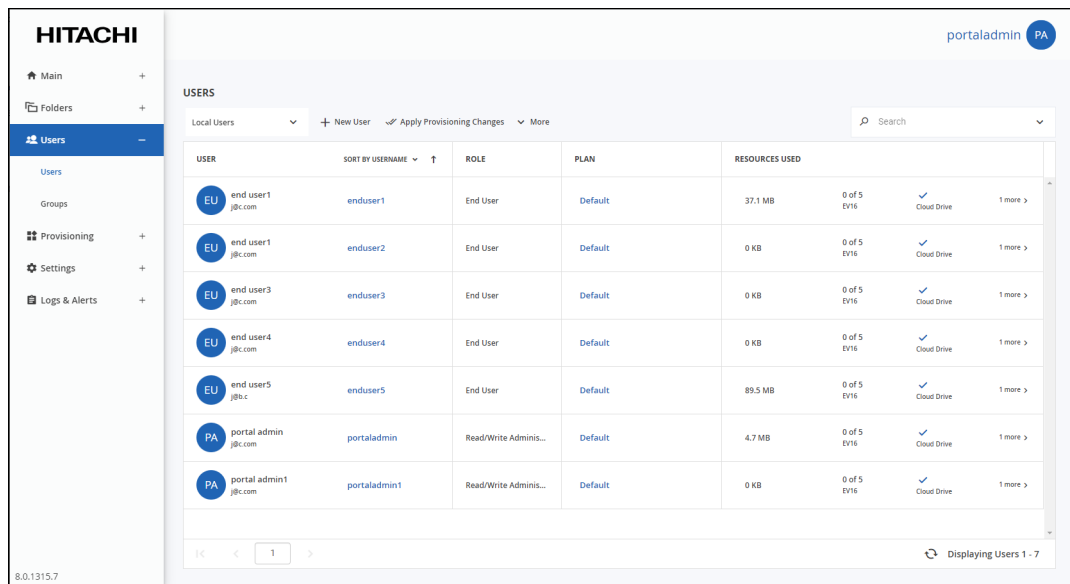 HITACHI
portaladmin PA
Main +
Folders +
Users −
Users
Groups
Provisioning +
Settings +
Logs & Alerts +
8.0.1315.7
USERS
Local Users + New User Apply Provisioning Changes More Search
USER SORT BY USERNAME ↑ ROLE PLAN RESOURCES USED
EU end user1 j@c.com enduser1 End User Default 37.1 MB 0 of 5 EV16 Cloud Drive 1 more >
EU end user1 j@c.com enduser2 End User Default 0 KB 0 of 5 EV16 Cloud Drive 1 more >
EU end user3 j@c.com enduser3 End User Default 0 KB 0 of 5 EV16 Cloud Drive 1 more >
EU end user4 j@c.com enduser4 End User Default 0 KB 0 of 5 EV16 Cloud Drive 1 more >
EU end user5 j@b.c enduser5 End User Default 89.5 MB 0 of 5 EV16 Cloud Drive 1 more >
PA portal admin j@c.com portaladmin Read/Write Adminis... Default 4.7 MB 0 of 5 EV16 Cloud Drive 1 more >
PA portal admin1 j@c.com portaladmin1 Read/Write Adminis... Default 0 KB 0 of 5 EV16 Cloud Drive 1 more >
1 Displaying Users 1 - 7